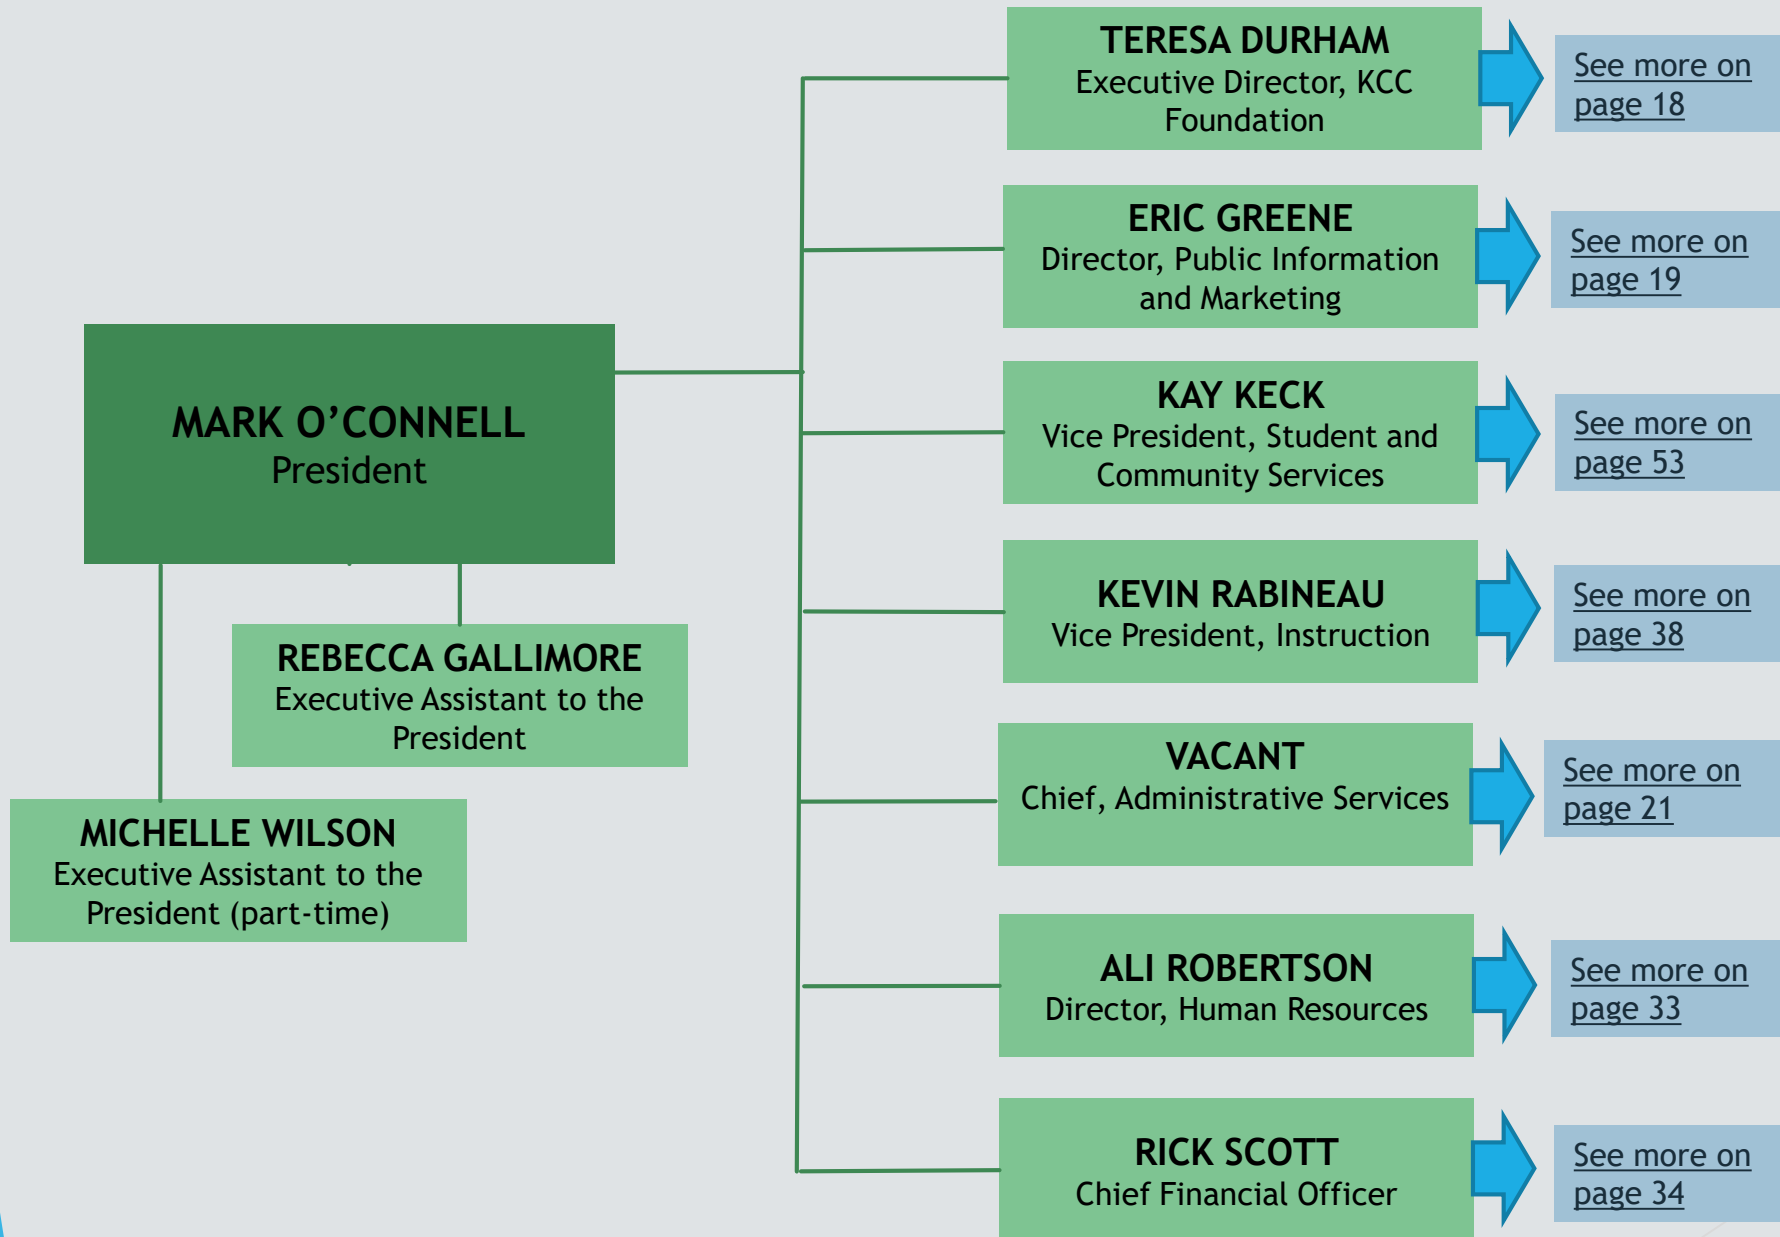 TERESA DURHAM
Executive Director, KCC
Foundation
See more on
page 18
ERIC GREENE
Director, Public Information
and Marketing
See more on
page 19
MARK O’CONNELL
President
KAY KECK
Vice President, Student and
Community Services
See more on
page 53
KEVIN RABINEAU
Vice President, Instruction
See more on
page 38
REBECCA GALLIMORE
Executive Assistant to the
President
VACANT
Chief, Administrative Services
See more on
page 21
MICHELLE WILSON
Executive Assistant to the
President (part-time)
ALI ROBERTSON
Director, Human Resources
See more on
page 33
RICK SCOTT
Chief Financial Officer
See more on
page 34